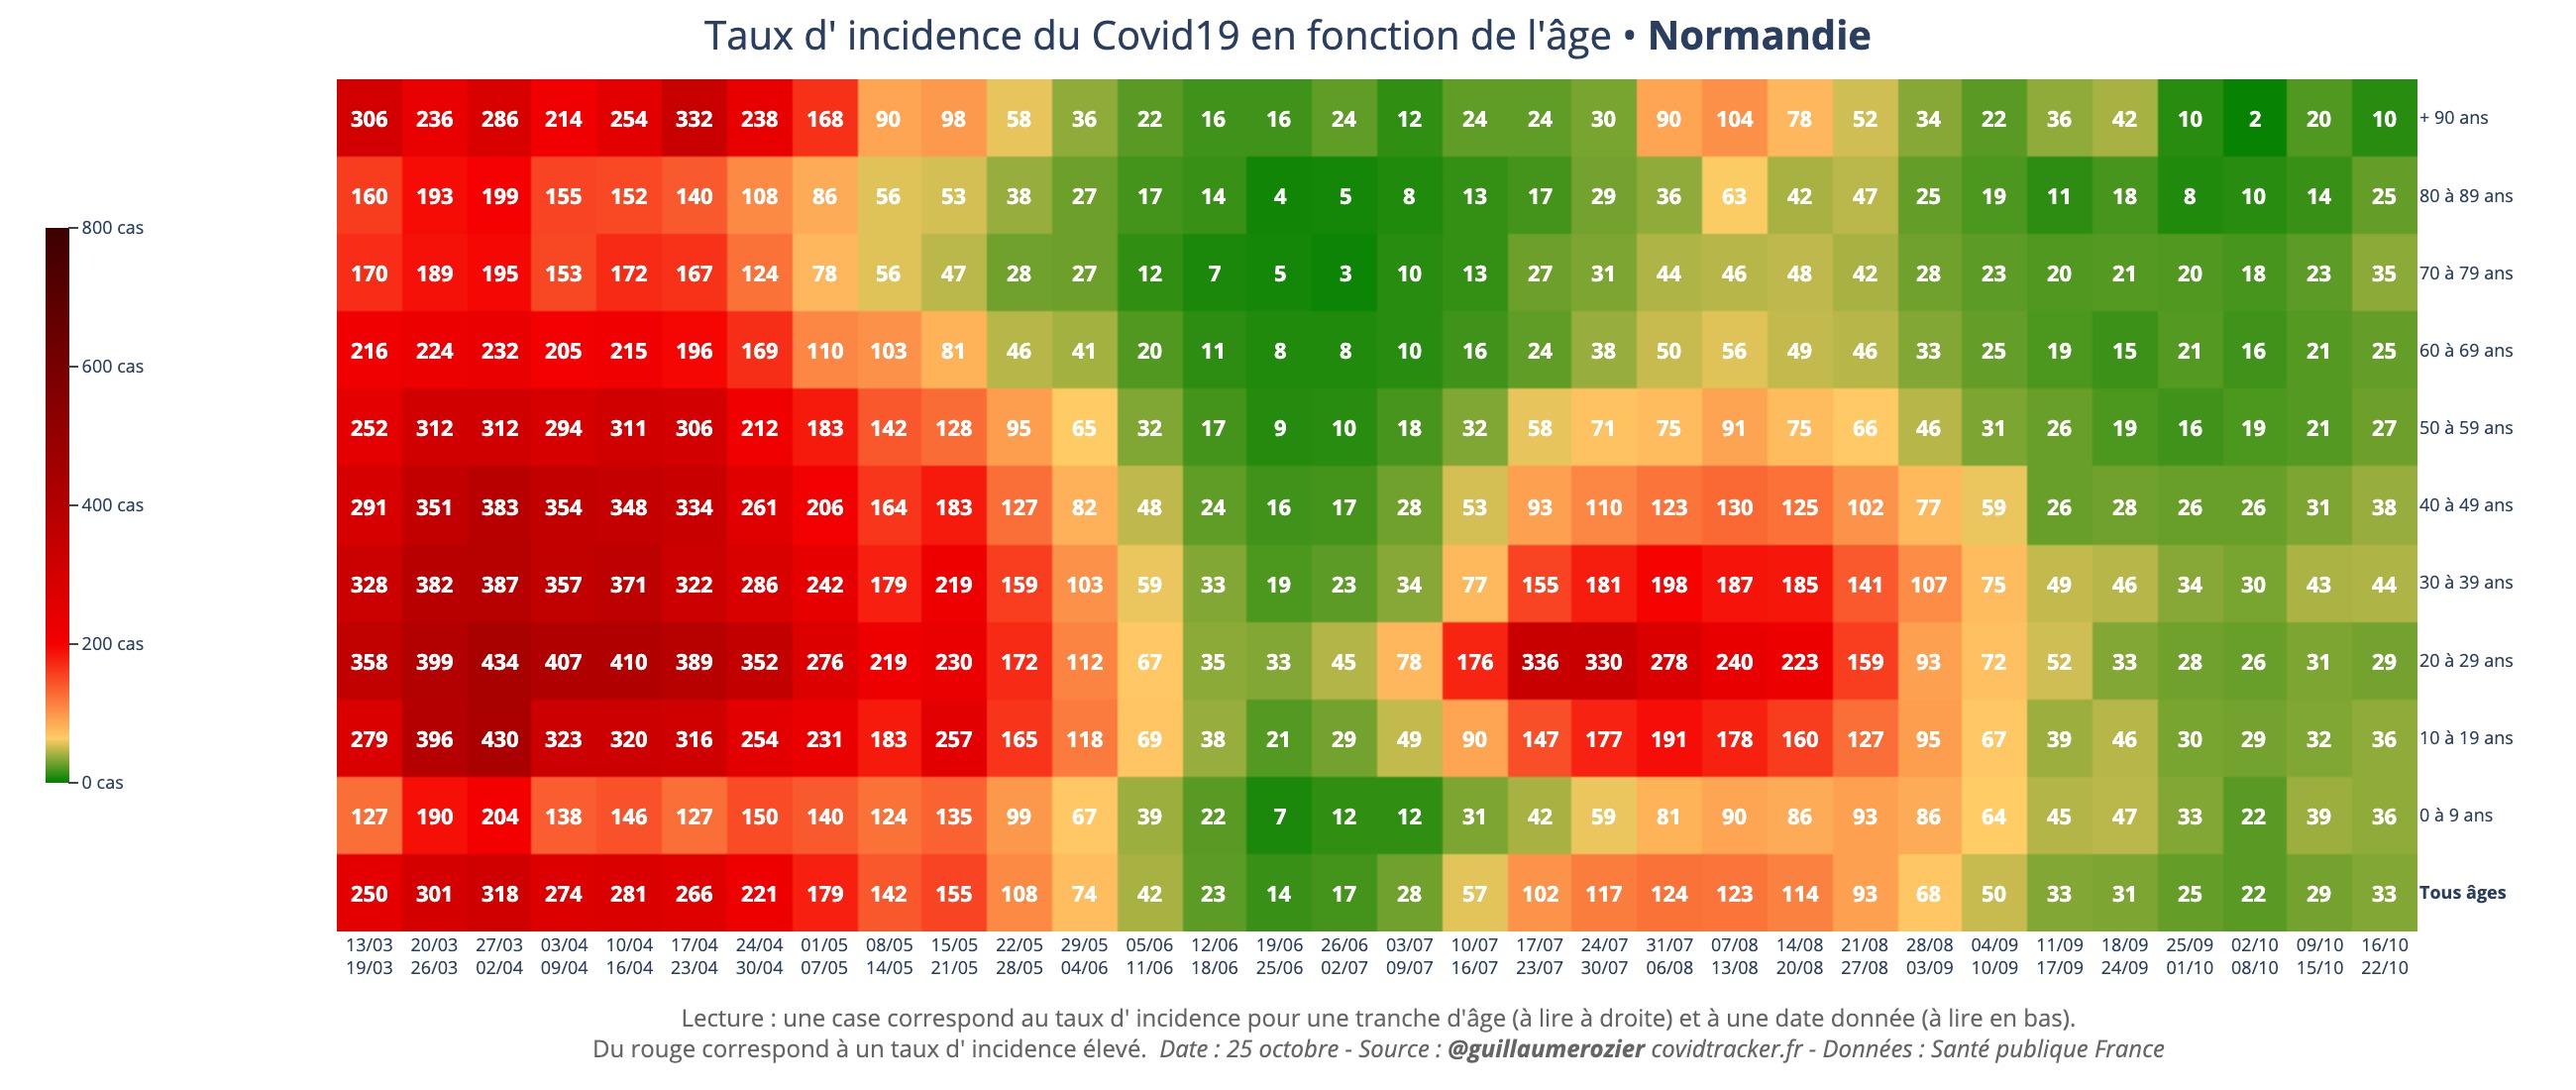 Taux d' incidence du Covid19 en fonction de l'âge • Normandie
306 236 286 214 254 332 238 168 90 98 58 36 22 16 16 24 12 24 24 30 90 104 78 52 34 22 36 42 10 2 20 10 + 90 ans
160 193 199 155 152 140 108 86 56 53 38 27 17 14 4 5 8 13 17 29 36 63 42 47 25 19 11 18 8 10 14 25 80 à 89 ans
800 cas
170 189 195 153 172 167 124 78 56 47 28 27 12 7 5 3 10 13 27 31 44 46 48 42 28 23 20 21 20 18 23 35 70 à 79 ans
216 224 232 205 215 196 169 110 103 81 46 41 20 11 8 8 10 16 24 38 50 56 49 46 33 25 19 15 21 16 21 25 60 à 69 ans
600 cas
252 312 312 294 311 306 212 183 142 128 95 65 32 17 9 10 18 32 58 71 75 91 75 66 46 31 26 19 16 19 21 27 50 à 59 ans
400 cas
291 351 383 354 348 334 261 206 164 183 127 82 48 24 16 17 28 53 93 110 123 130 125 102 77 59 26 28 26 26 31 38 40 à 49 ans
328 382 387 357 371 322 286 242 179 219 159 103 59 33 19 23 34 77 155 181 198 187 185 141 107 75 49 46 34 30 43 44 30 à 39 ans
200 cas
358 399 434 407 410 389 352 276 219 230 172 112 67 35 33 45 78 176 336 330 278 240 223 159 93 72 52 33 28 26 31 29 20 à 29 ans
279 396 430 323 320 316 254 231 183 257 165 118 69 38 21 29 49 90 147 177 191 178 160 127 95 67 39 46 30 29 32 36 10 à 19 ans
0 cas
127 190 204 138 146 127 150 140 124 135 99 67 39 22 7 12 12 31 42 59 81 90 86 93 86 64 45 47 33 22 39 36 0 à 9 ans
250 301 318 274 281 266 221 179 142 155 108 74 42 23 14 17 28 57 102 117 124 123 114 93 68 50 33 31 25 22 29 33 Tous âges
13/03 20/03 27/03 03/04 10/04 17/04 24/04 01/05 08/05 15/05 22/05 29/05 05/06 12/06 19/06 26/06 03/07 10/07 17/07 24/07 31/07 07/08 14/08 21/08 28/08 04/09 11/09 18/09 25/09 02/10 09/10 16/10
19/03 26/03 02/04 09/04 16/04 23/04 30/04 07/05 14/05 21/05 28/05 04/06 11/06 18/06 25/06 02/07 09/07 16/07 23/07 30/07 06/08 13/08 20/08 27/08 03/09 10/09 17/09 24/09 01/10 08/10 15/10 22/10
Lecture : une case correspond au taux d' incidence pour une tranche d'âge (à lire à droite) et à une date donnée (à lire en bas).
Du rouge correspond à un taux d' incidence élevé. Date : 25 octobre - Source : @guillaumerozier covidtracker.fr - Données : Santé publique France